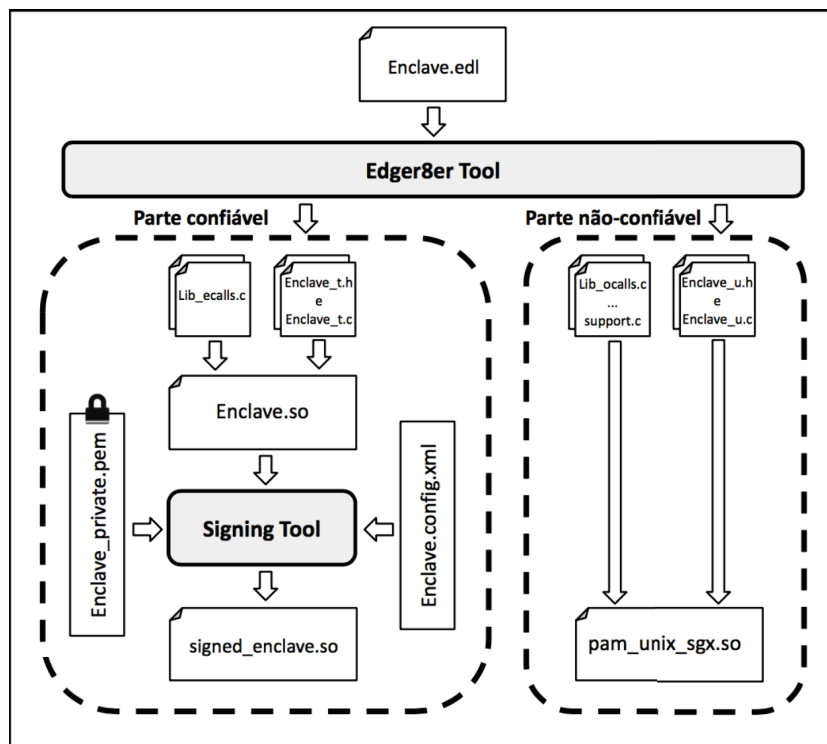 Enclave.edl
Edger8er Tool
Parte confiável
Parte não-confiável
Lib_ecalls.c
Enclave_t.h
e
Enclave_t.c
Lib_ocalls.c
...
support.c
Enclave_u.h
e
Enclave_u.c
Enclave.so
Enclave_private.pem
Signing Tool
Enclave.config.xml
signed_enclave.so
pam_unix_sgx.so